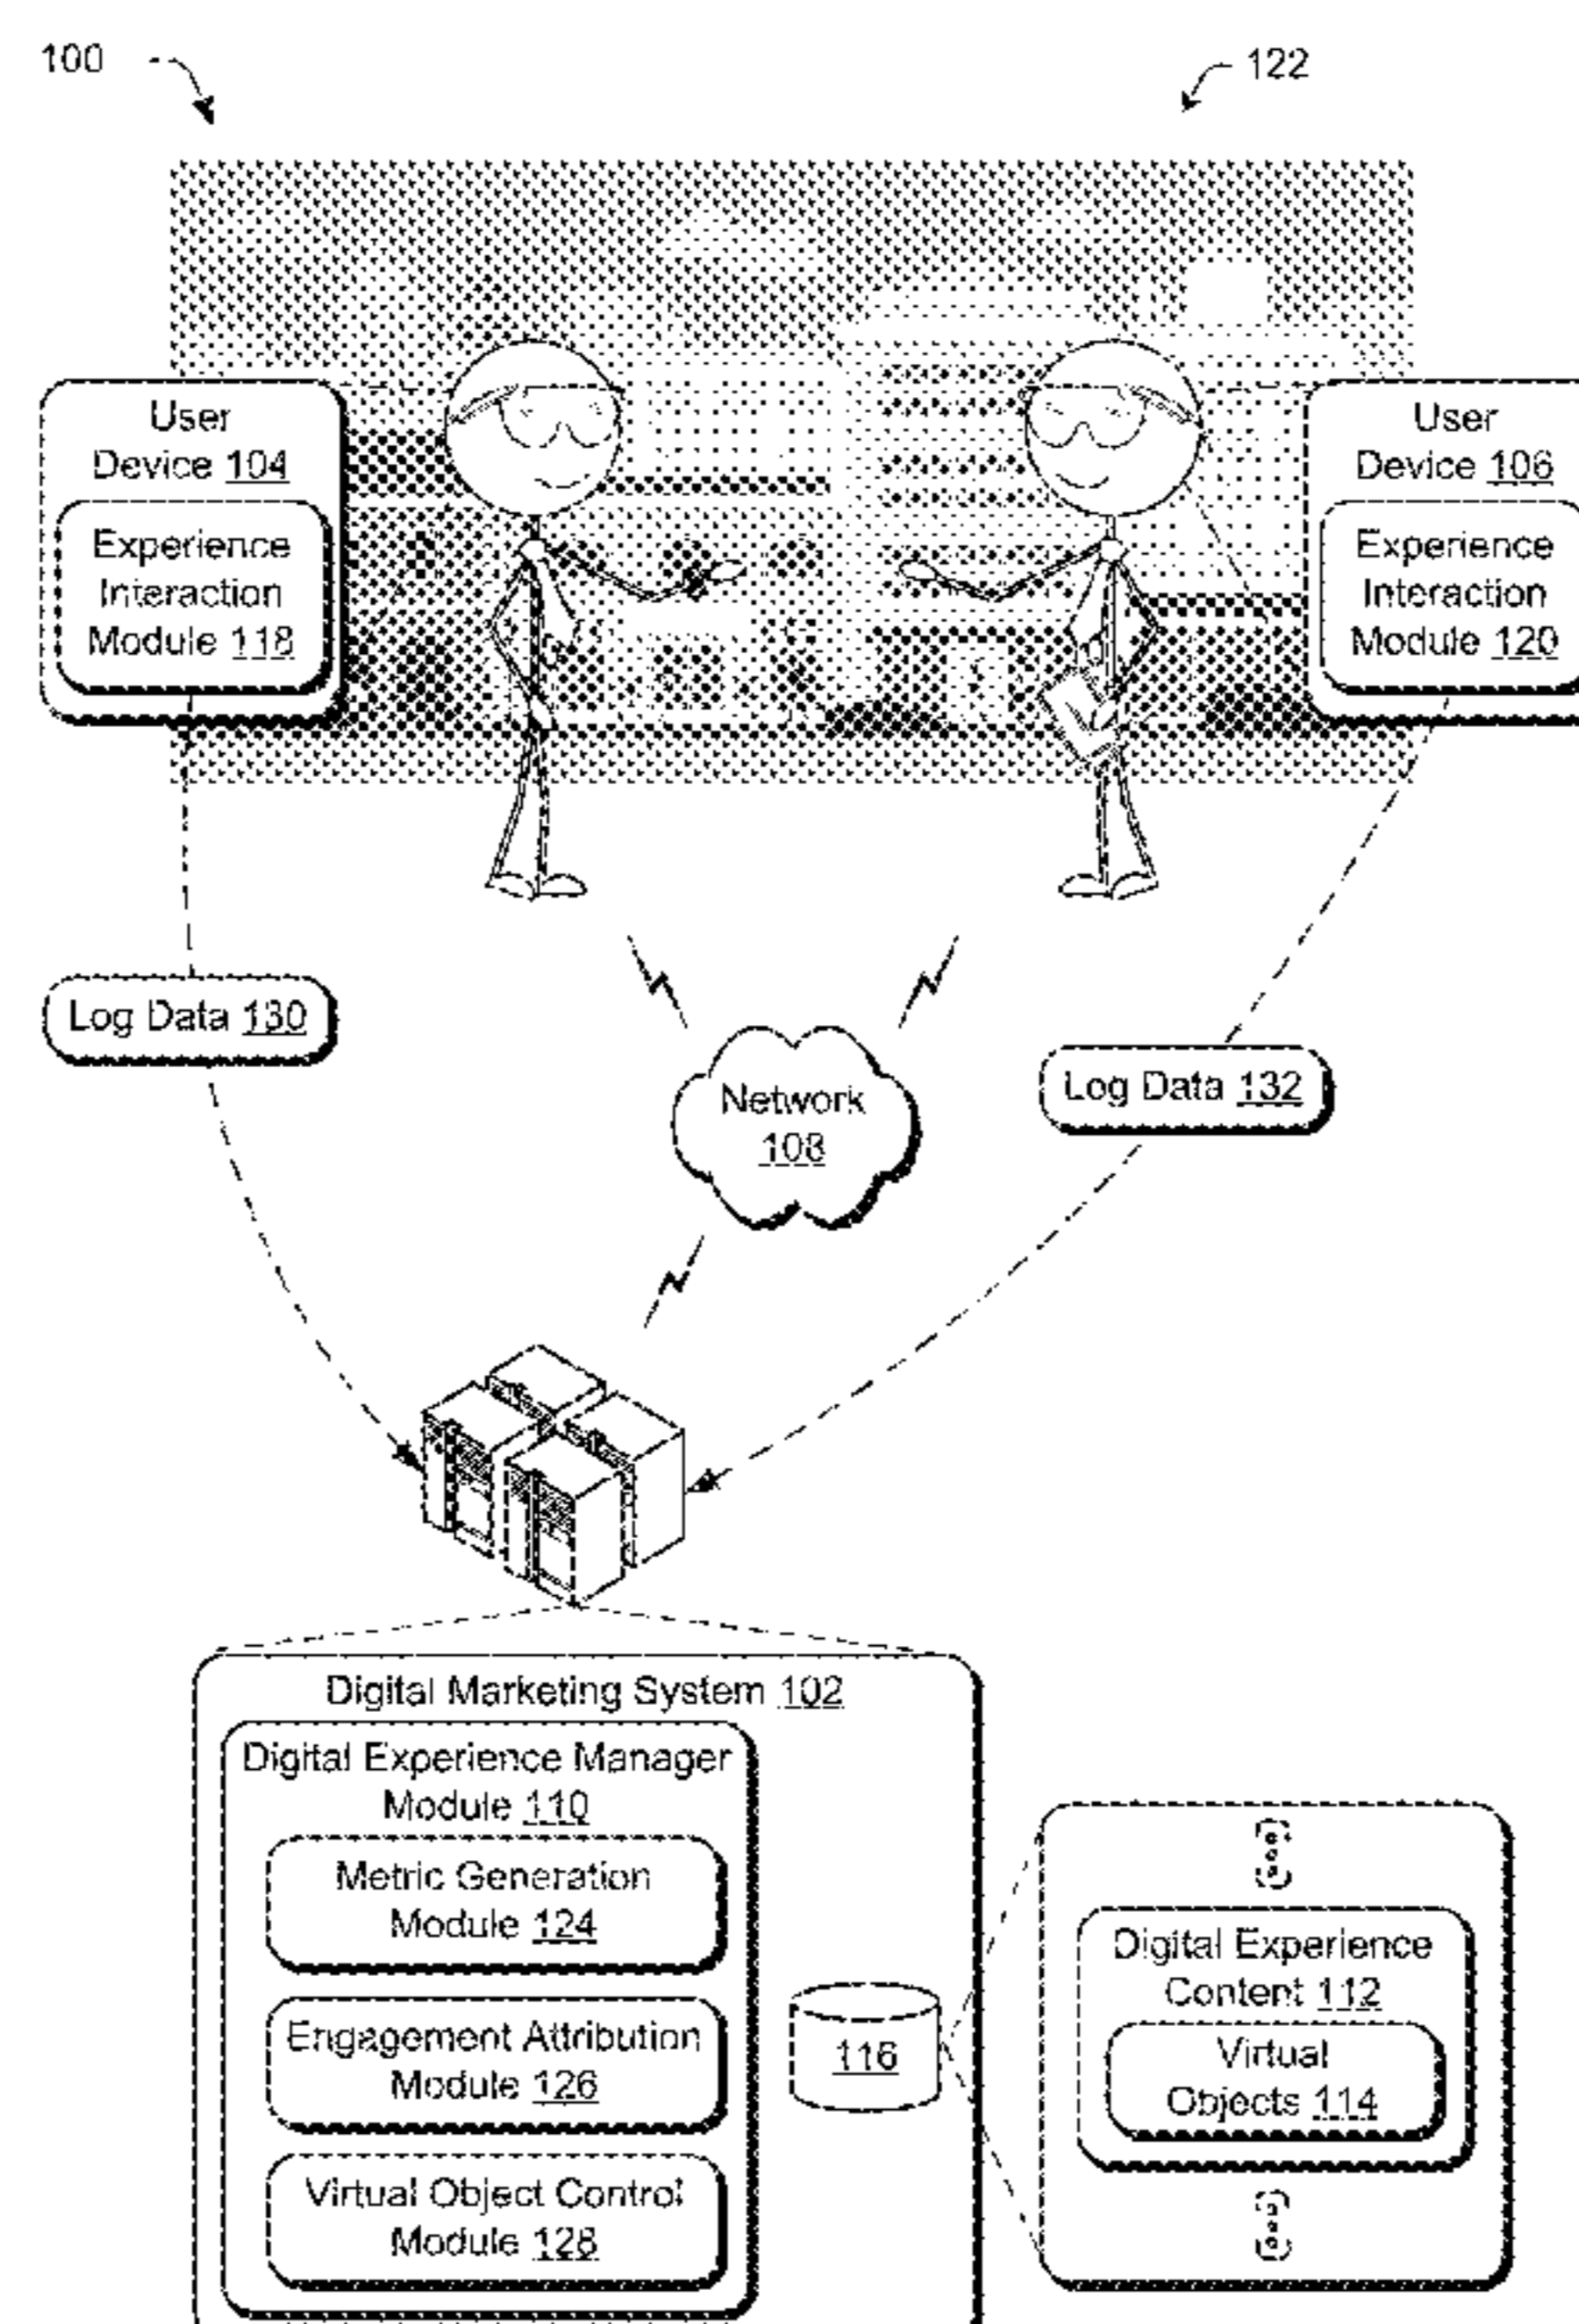 100
122
User
Device 104
Experience
Interaction
Module 118
User
Device 106
Experience
Interaction
Module 120
Log Data 130
Network
108
Log Data 132
Digital Marketing System 102
Digital Experience Manager
Module 110
Metric Generation
Module 124
Engagement Attribution
Module 126
Virtual Object Control
Module 128
116
Digital Experience
Content 112
Virtual
Objects 114